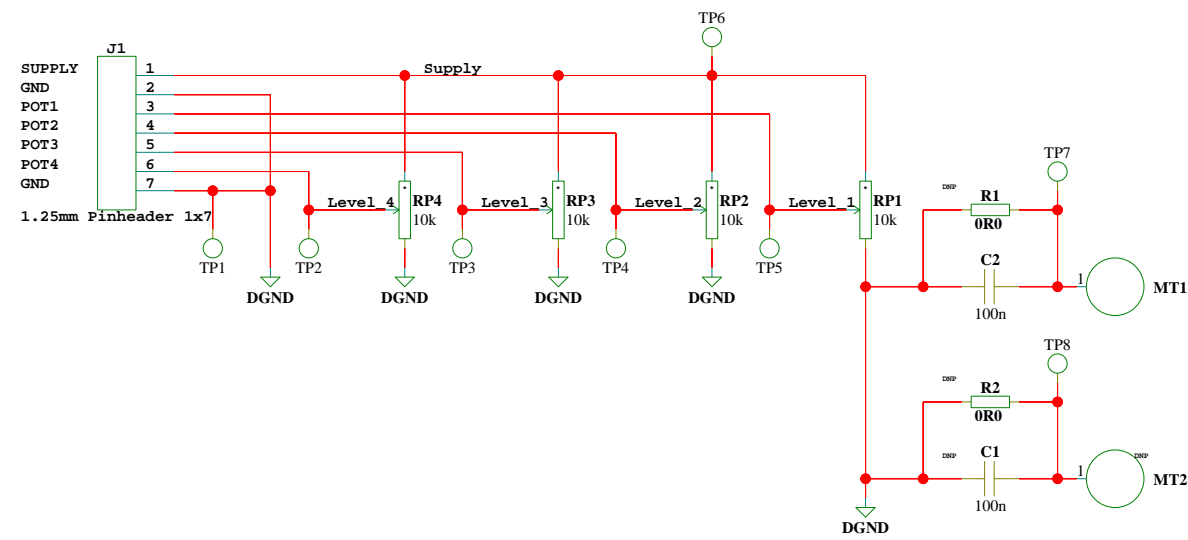 TP6
J1
SUPPLY 1 Supply
GND 2
POT1 3
POT2 4
POT3 5
POT4 6
GND 7
1.25mm Pinheader 1x7
TP7
DNP
R1
0R0
Level_4 RP4 Level_3 RP3 Level_2 RP2 Level_1 RP1
10k 10k 10k 10k
TP1 TP2 TP3 TP4 TP5
C2
DGND DGND DGND DGND
1 MT1
100n
TP8
DNP
R2
0R0
DNP C1 DNP
1 MT2
100n
DGND